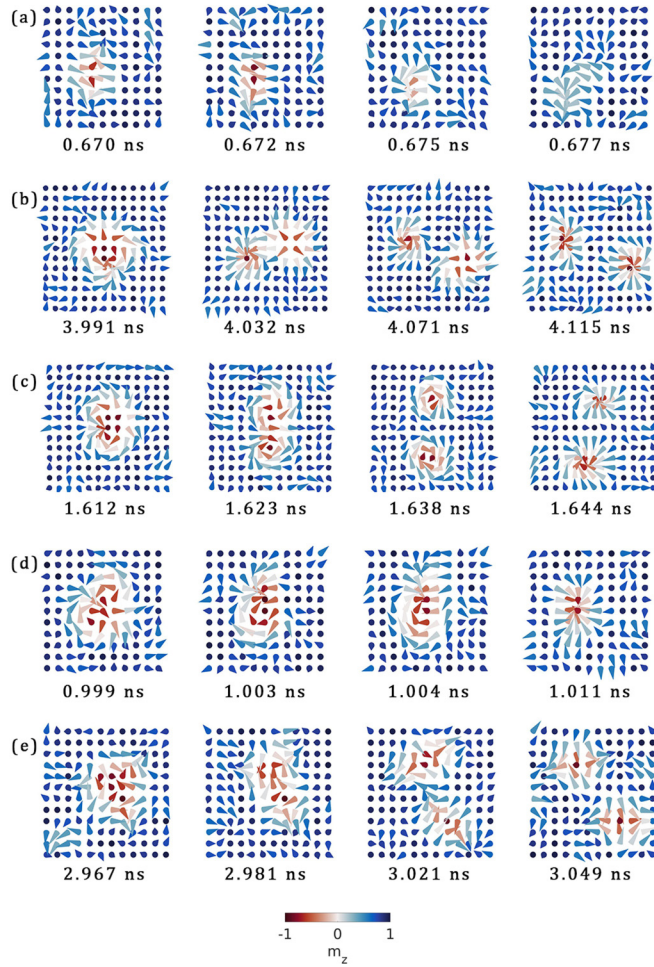 (a)
0.670 ns 0.672 ns 0.675 ns 0.677 ns
(b)
3.991 ns 4.032 ns 4.071 ns 4.115 ns
(c)
1.612 ns 1.623 ns 1.638 ns 1.644 ns
(d)
0.999 ns 1.003 ns 1.004 ns 1.011 ns
(e)
2.967 ns 2.981 ns 3.021 ns 3.049 ns
-1 0 1
m_z